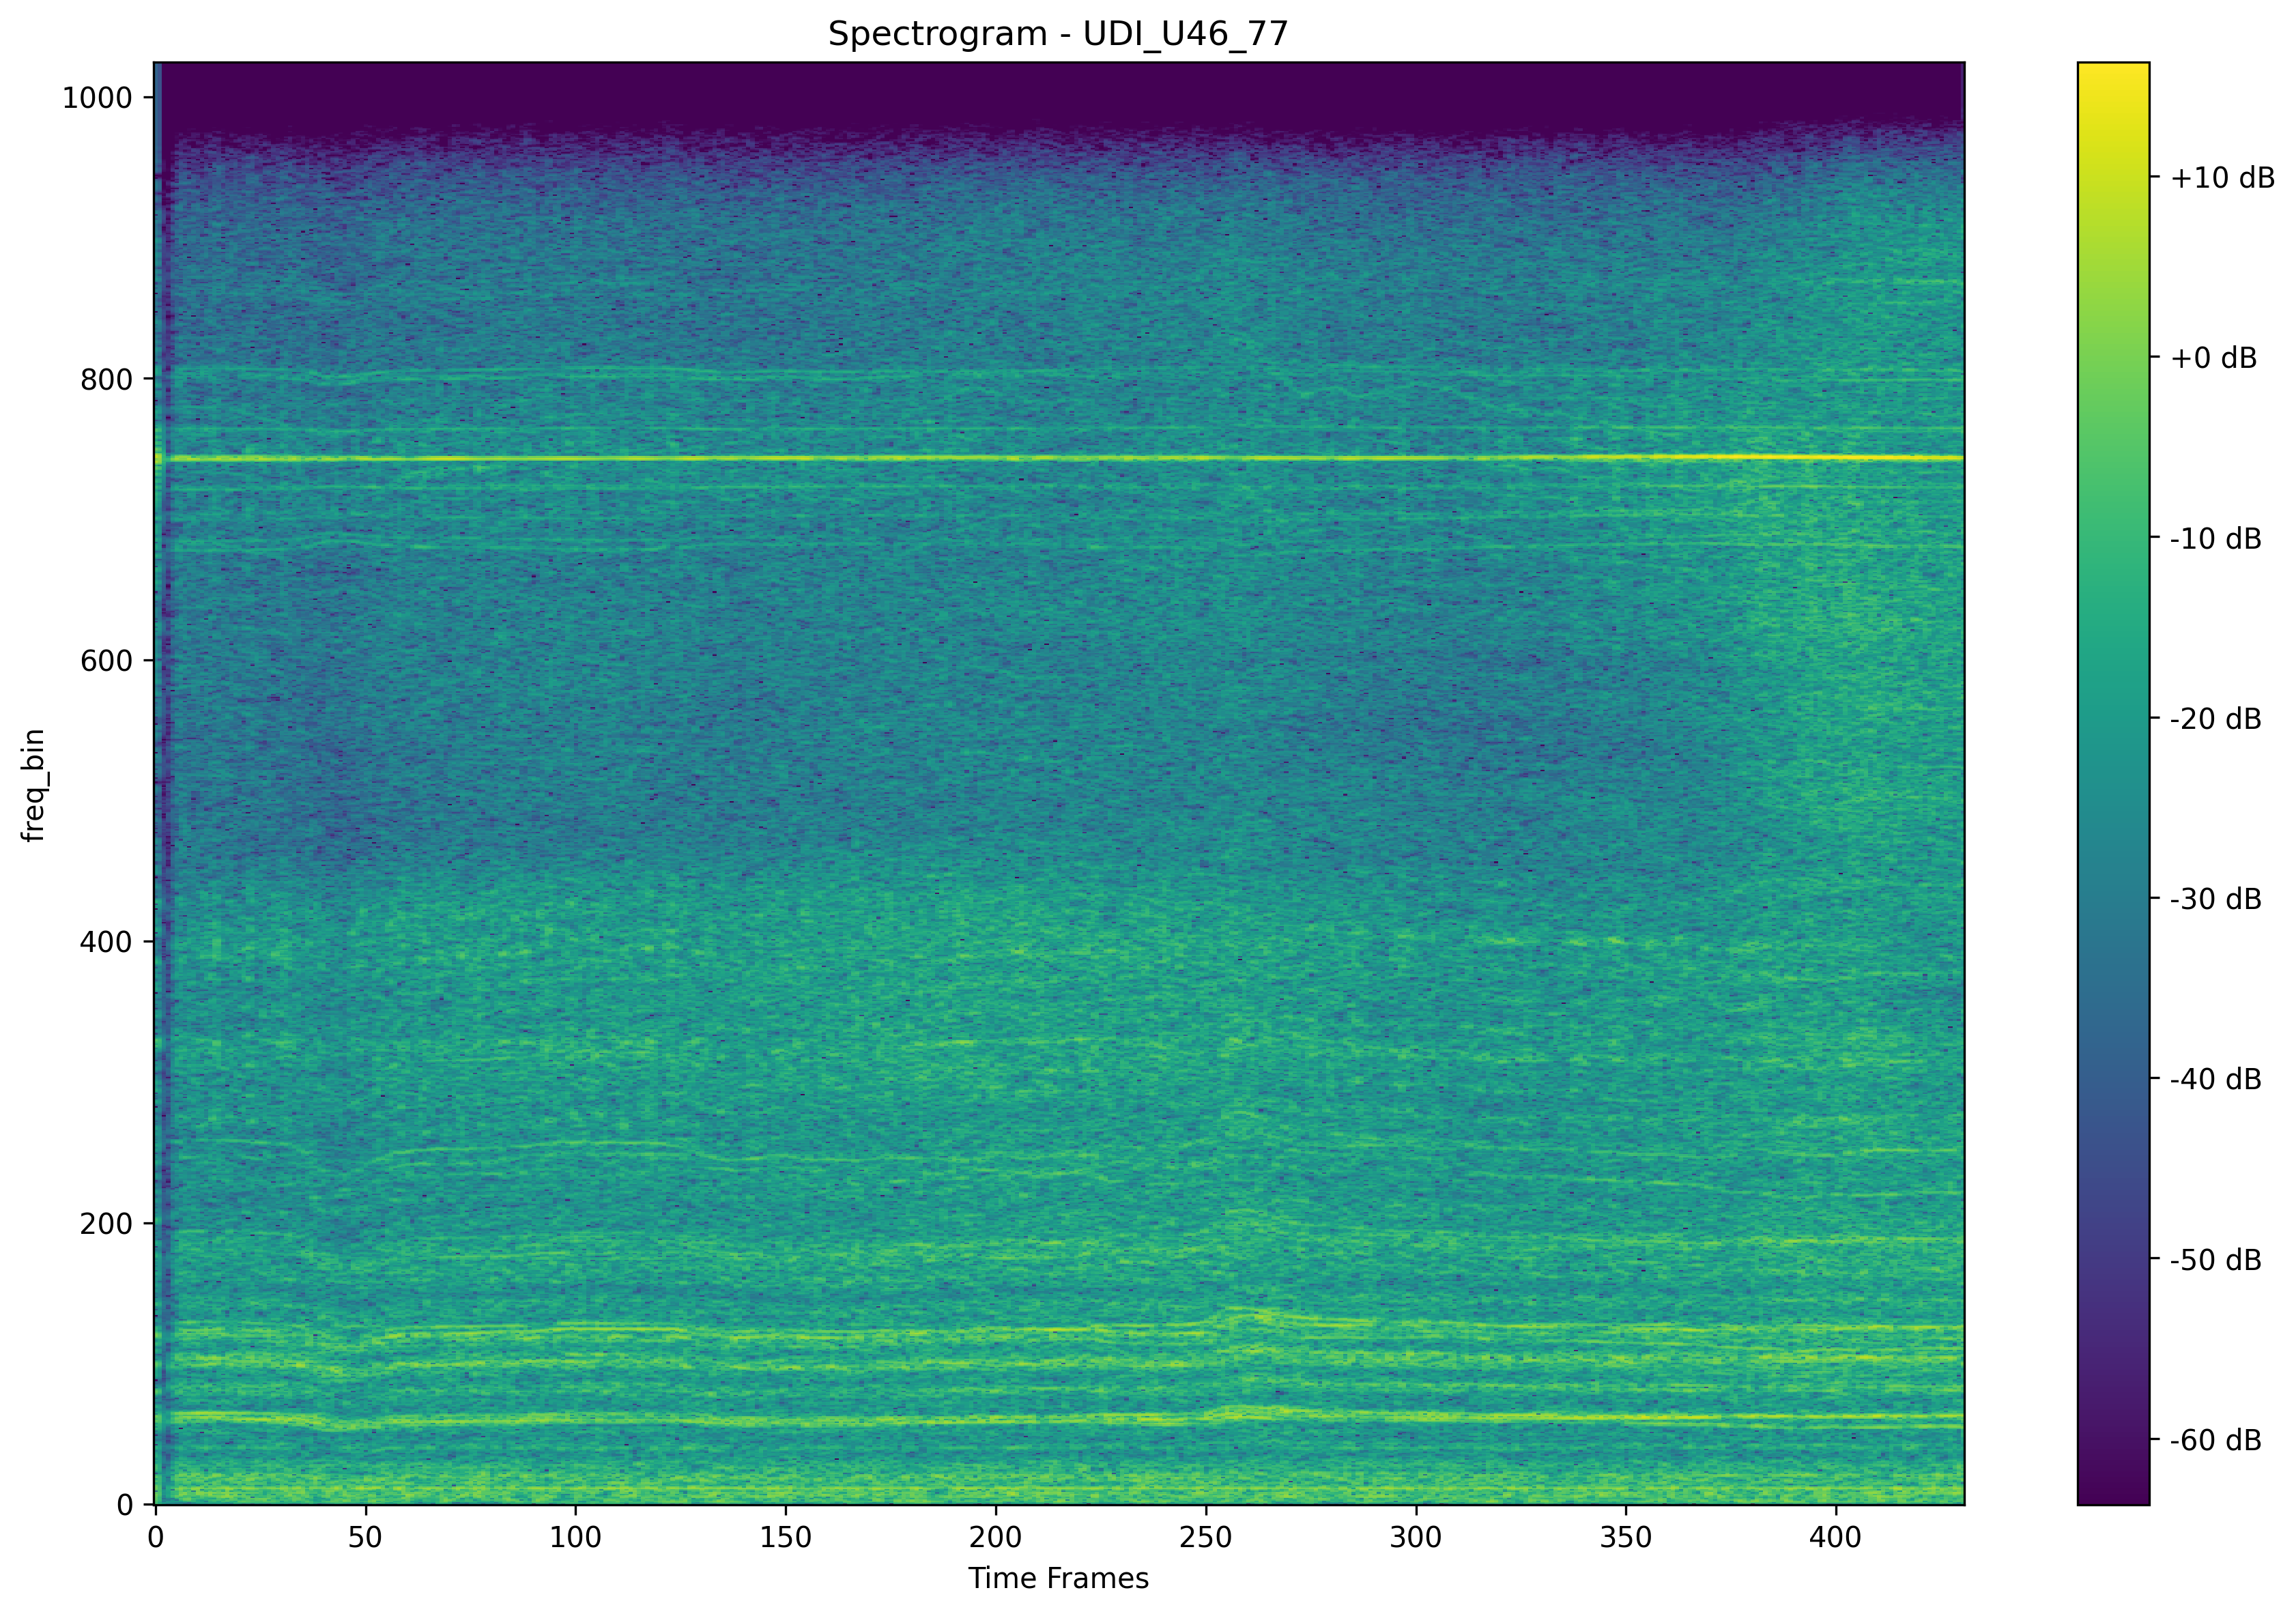 Spectrogram - UDI_U46_77
1000
800
600
400
200
0
freq_bin
0 50 100 150 200 250 300 350 400
Time Frames
+10 dB
+0 dB
-10 dB
-20 dB
-30 dB
-40 dB
-50 dB
-60 dB